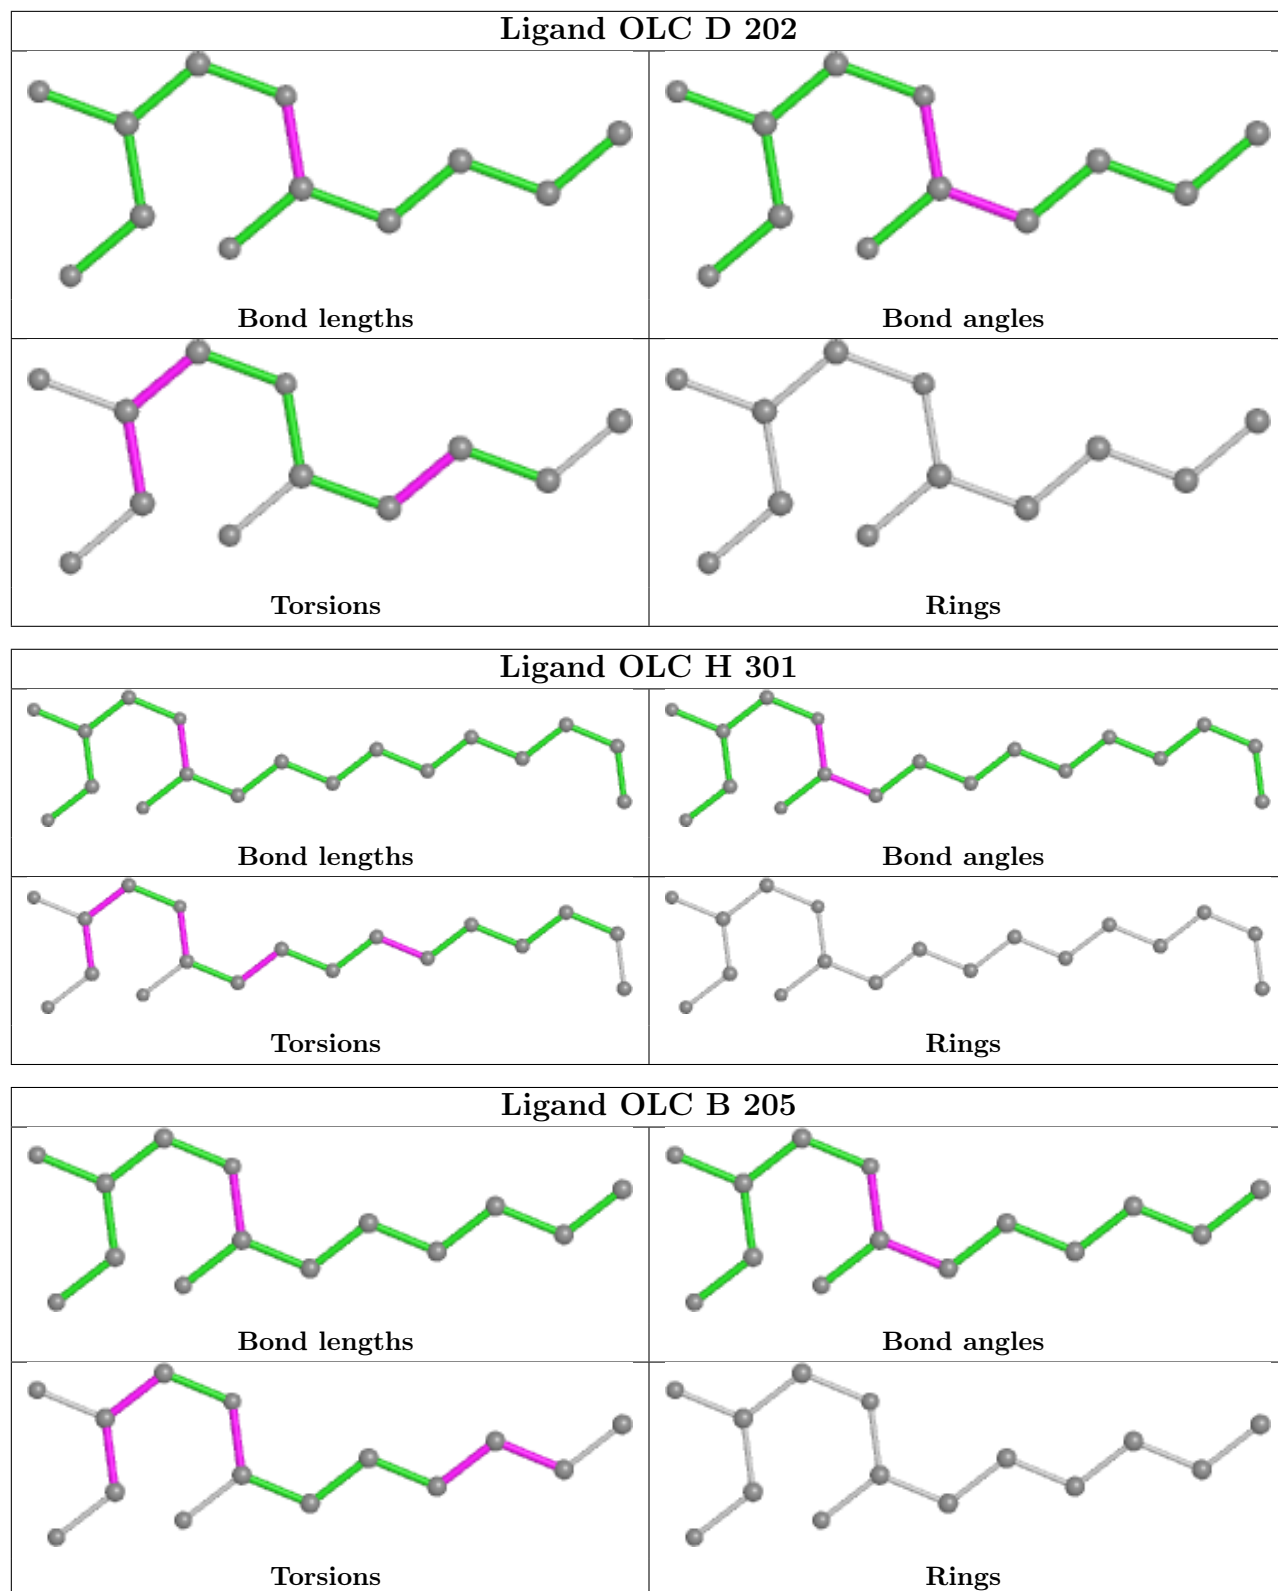 Ligand OLC D 202
Bond lengths
Bond angles
Torsions
Rings
Ligand OLC H 301
Bond lengths
Bond angles
Torsions
Rings
Ligand OLC B 205
Bond lengths
Bond angles
Torsions
Rings